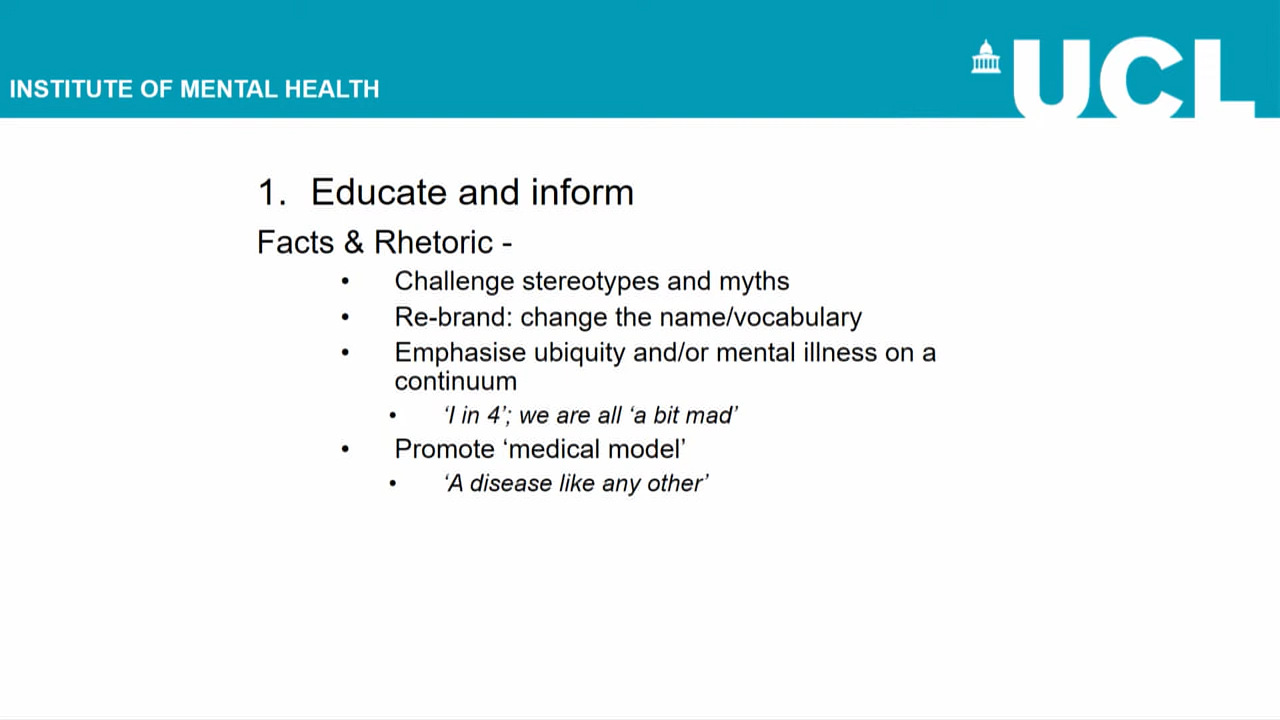 INSTITUTE OF MENTAL HEALTH
UCL
1. Educate and inform
Facts & Rhetoric -
• Challenge stereotypes and myths
• Re-brand: change the name/vocabulary
• Emphasise ubiquity and/or mental illness on a
continuum
• ‘I in 4’; we are all ‘a bit mad’
• Promote ‘medical model’
• ‘A disease like any other’